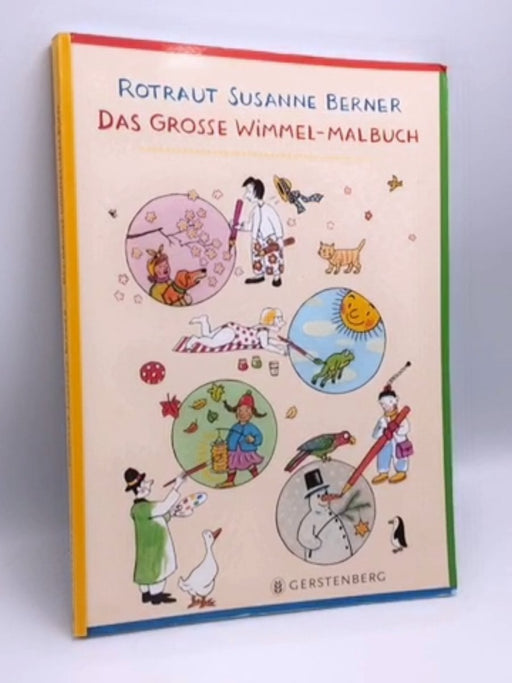 ROTRAUT SUSANNE BERNER
DAS GROSSE WiMMEL-MALBUCH
GERSTENBERG